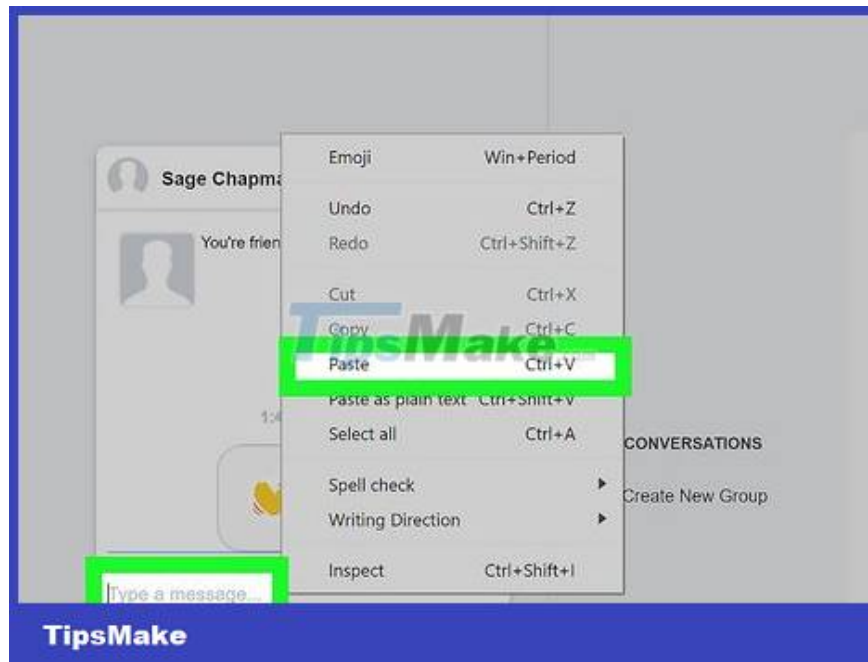 Sage Chapma
You're frien
1:4
Type a message...
Emoji Win+Period
Undo Ctrl+Z
Redo Ctrl+Shift+Z
Cut Ctrl+X
Copy Ctrl+C
TipsMake
Paste Ctrl+V
Paste as plain text Ctrl+Shift+V
Select all Ctrl+A
Spell check
Writing Direction
Inspect Ctrl+Shift+I
CONVERSATIONS
Create New Group
TipsMake